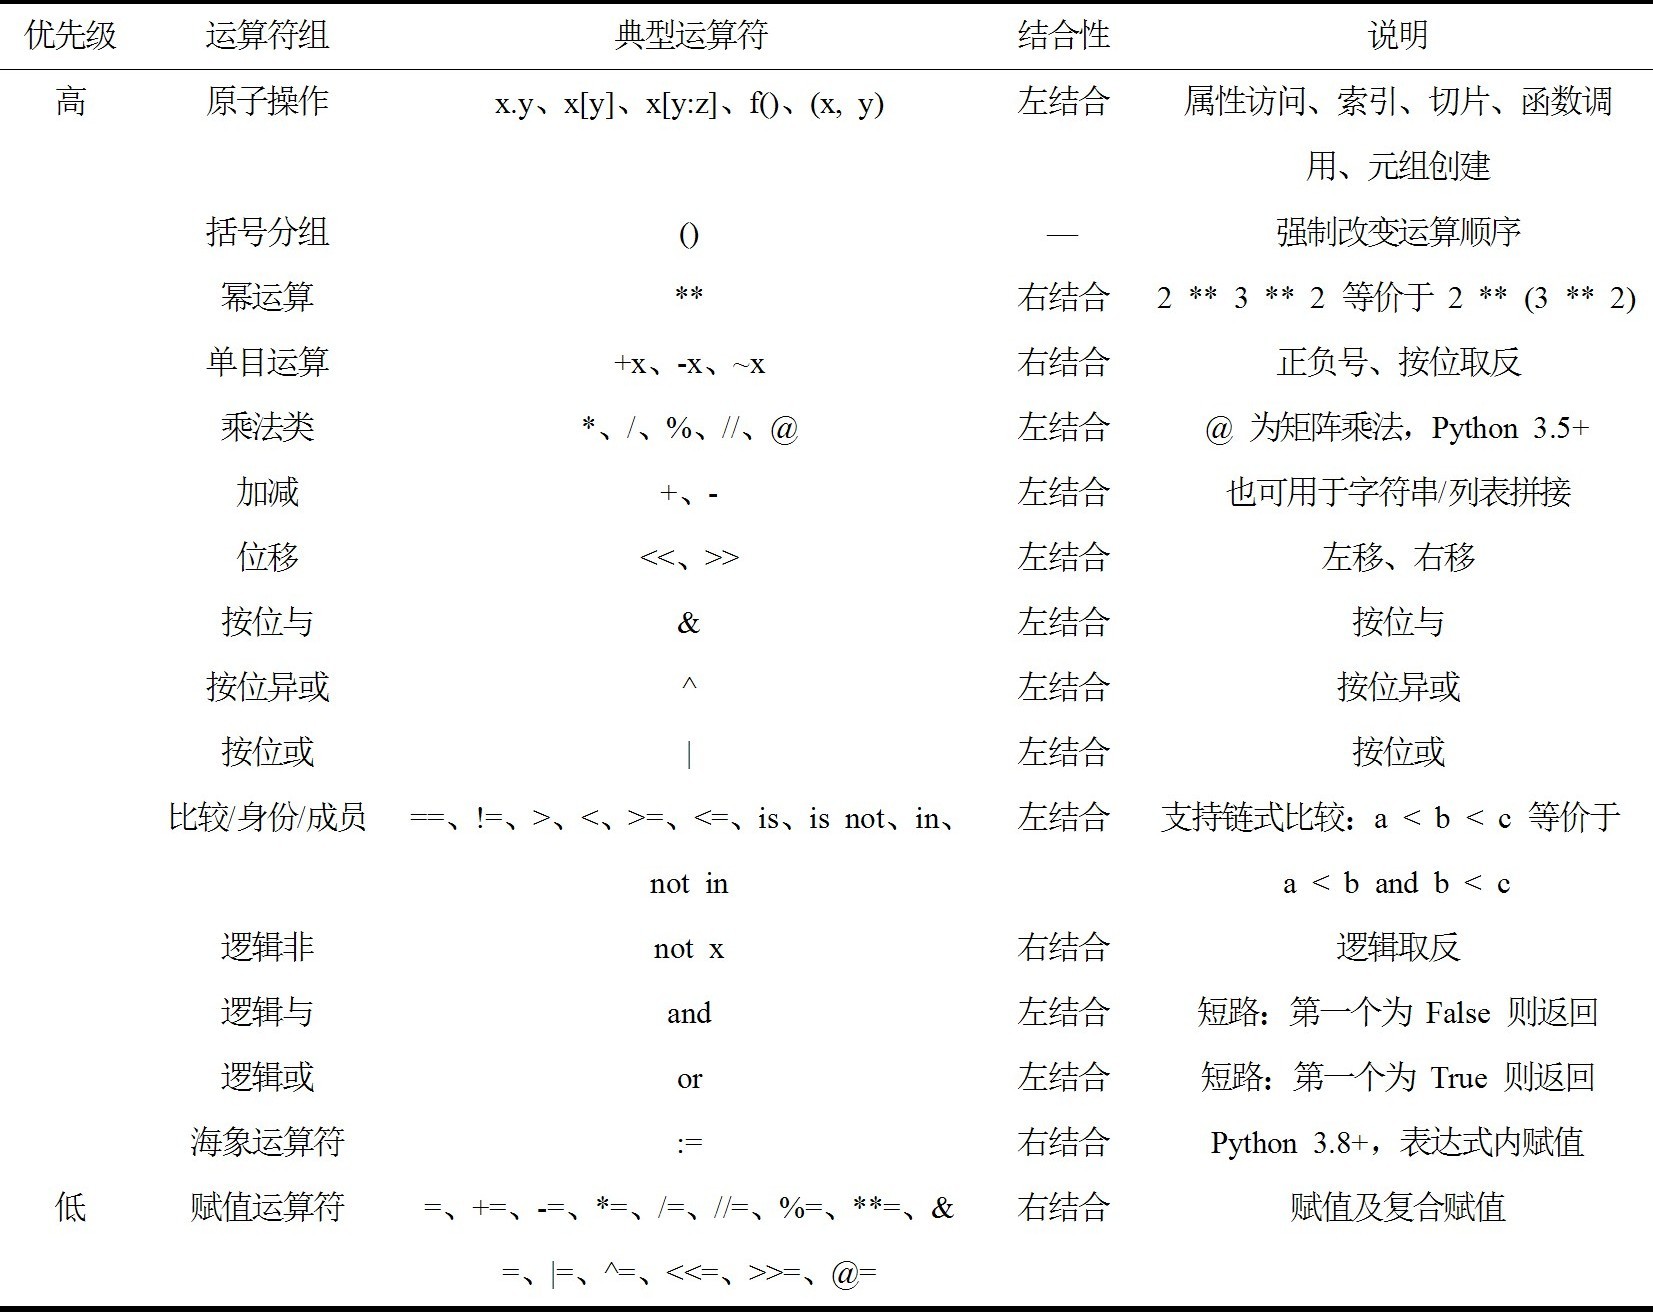 优先级 运算符组 典型运算符 结合性 说明
高 原子操作 x.y、x[y]、x[y:z]、f()、(x, y) 左结合 属性访问、索引、切片、函数调
用、元组创建
括号分组 () — 强制改变运算顺序
幂运算 ** 右结合 2 ** 3 ** 2 等价于 2 ** (3 ** 2)
单目运算 +x、-x、~x 右结合 正负号、按位取反
乘法类 *、/、%、//、@ 左结合 @ 为矩阵乘法，Python 3.5+
加减 +、- 左结合 也可用于字符串/列表拼接
位移 <<、>> 左结合 左移、右移
按位与 & 左结合 按位与
按位异或 ^ 左结合 按位异或
按位或 | 左结合 按位或
比较/身份/成员 ==、!=、>、<、>=、<=、is、is not、in、 左结合 支持链式比较：a < b < c 等价于
not in a < b and b < c
逻辑非 not x 右结合 逻辑取反
逻辑与 and 左结合 短路：第一个为 False 则返回
逻辑或 or 左结合 短路：第一个为 True 则返回
海象运算符 := 右结合 Python 3.8+，表达式内赋值
低 赋值运算符 =、+=、-=、*=、/=、//=、%=、**=、& 右结合 赋值及复合赋值
=、|=、^=、<<=、>>=、@=